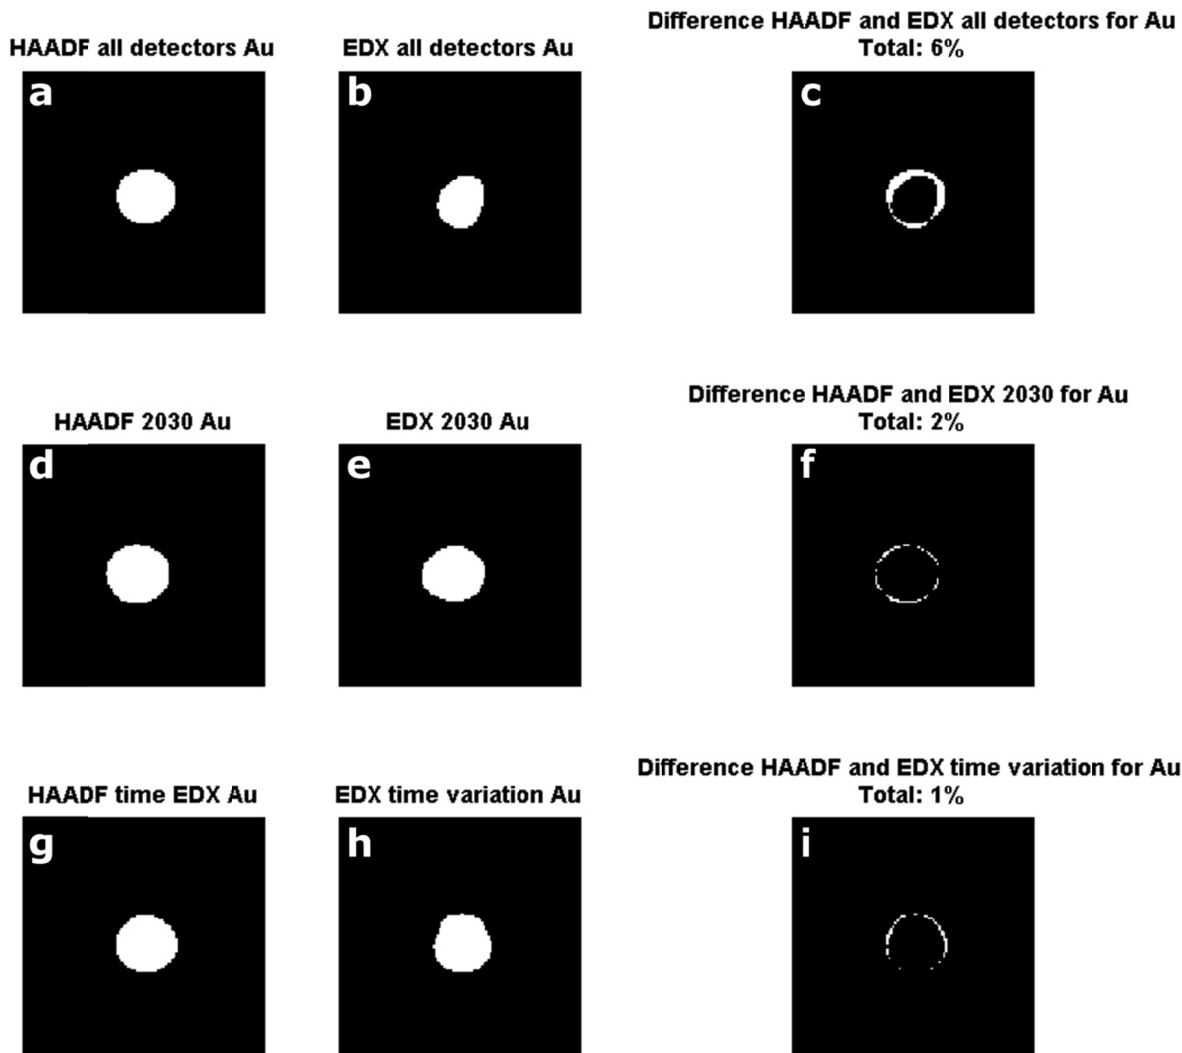 HAADF all detectors Au
EDX all detectors Au
Difference HAADF and EDX all detectors for Au
Total: 6%
a
b
c
HAADF 2030 Au
EDX 2030 Au
Difference HAADF and EDX 2030 for Au
Total: 2%
d
e
f
HAADF time EDX Au
EDX time variation Au
Difference HAADF and EDX time variation for Au
Total: 1%
g
h
i